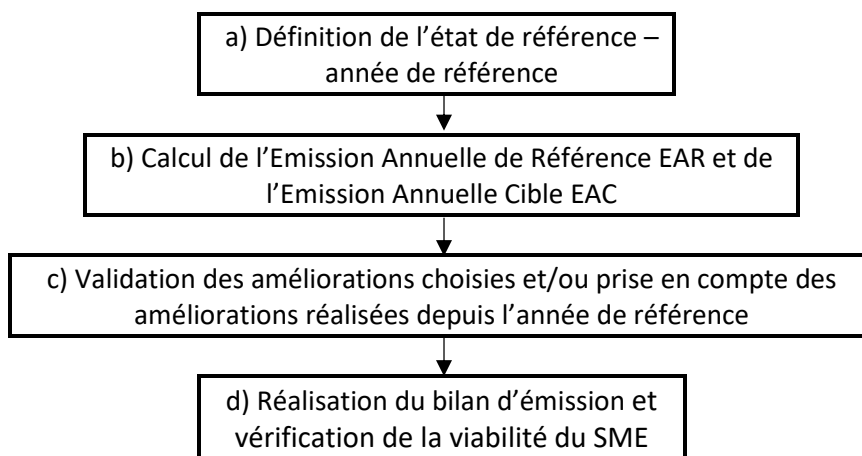 a) Définition de l’état de référence –
année de référence
b) Calcul de l’Emission Annuelle de Référence EAR et de
l’Emission Annuelle Cible EAC
c) Validation des améliorations choisies et/ou prise en compte des
améliorations réalisées depuis l’année de référence
d) Réalisation du bilan d’émission et
vérification de la viabilité du SME